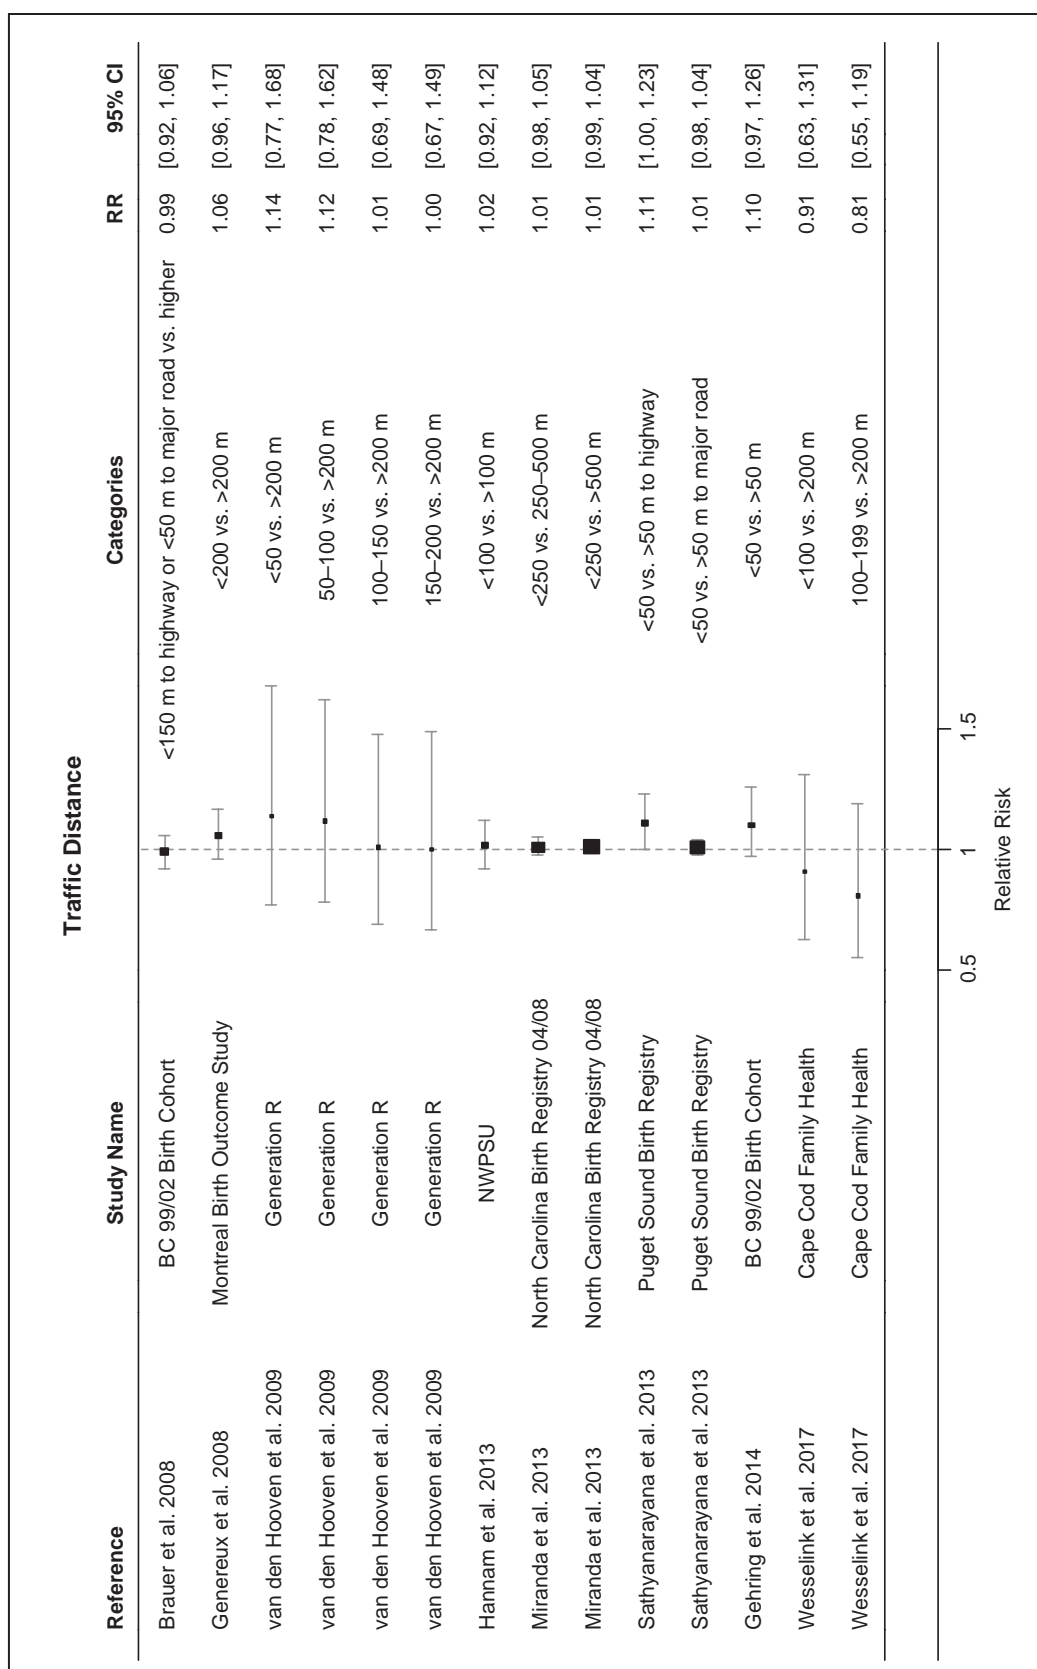 Traffic Distance
Reference Study Name Categories RR 95% CI
Brauer et al. 2008 BC 99/02 Birth Cohort <150 m to highway or <50 m to major road vs. higher 0.99 [0.92, 1.06]
Genereux et al. 2008 Montreal Birth Outcome Study <200 vs. >200 m 1.06 [0.96, 1.17]
van den Hooven et al. 2009 Generation R <50 vs. >200 m 1.14 [0.77, 1.68]
van den Hooven et al. 2009 Generation R 50–100 vs. >200 m 1.12 [0.78, 1.62]
van den Hooven et al. 2009 Generation R 100–150 vs. >200 m 1.01 [0.69, 1.48]
van den Hooven et al. 2009 Generation R 150–200 vs. >200 m 1.00 [0.67, 1.49]
Hannam et al. 2013 NWPSU <100 vs. >100 m 1.02 [0.92, 1.12]
Miranda et al. 2013 North Carolina Birth Registry 04/08 <250 vs. 250–500 m 1.01 [0.98, 1.05]
Miranda et al. 2013 North Carolina Birth Registry 04/08 <250 vs. >500 m 1.01 [0.99, 1.04]
Sathyanarayana et al. 2013 Puget Sound Birth Registry <50 vs. >50 m to highway 1.11 [1.00, 1.23]
Sathyanarayana et al. 2013 Puget Sound Birth Registry <50 vs. >50 m to major road 1.01 [0.98, 1.04]
Gehring et al. 2014 BC 99/02 Birth Cohort <50 vs. >50 m 1.10 [0.97, 1.26]
Wesselink et al. 2017 Cape Cod Family Health <100 vs. >200 m 0.91 [0.63, 1.31]
Wesselink et al. 2017 Cape Cod Family Health 100–199 vs. >200 m 0.81 [0.55, 1.19]
0.5 1 1.5
Relative Risk